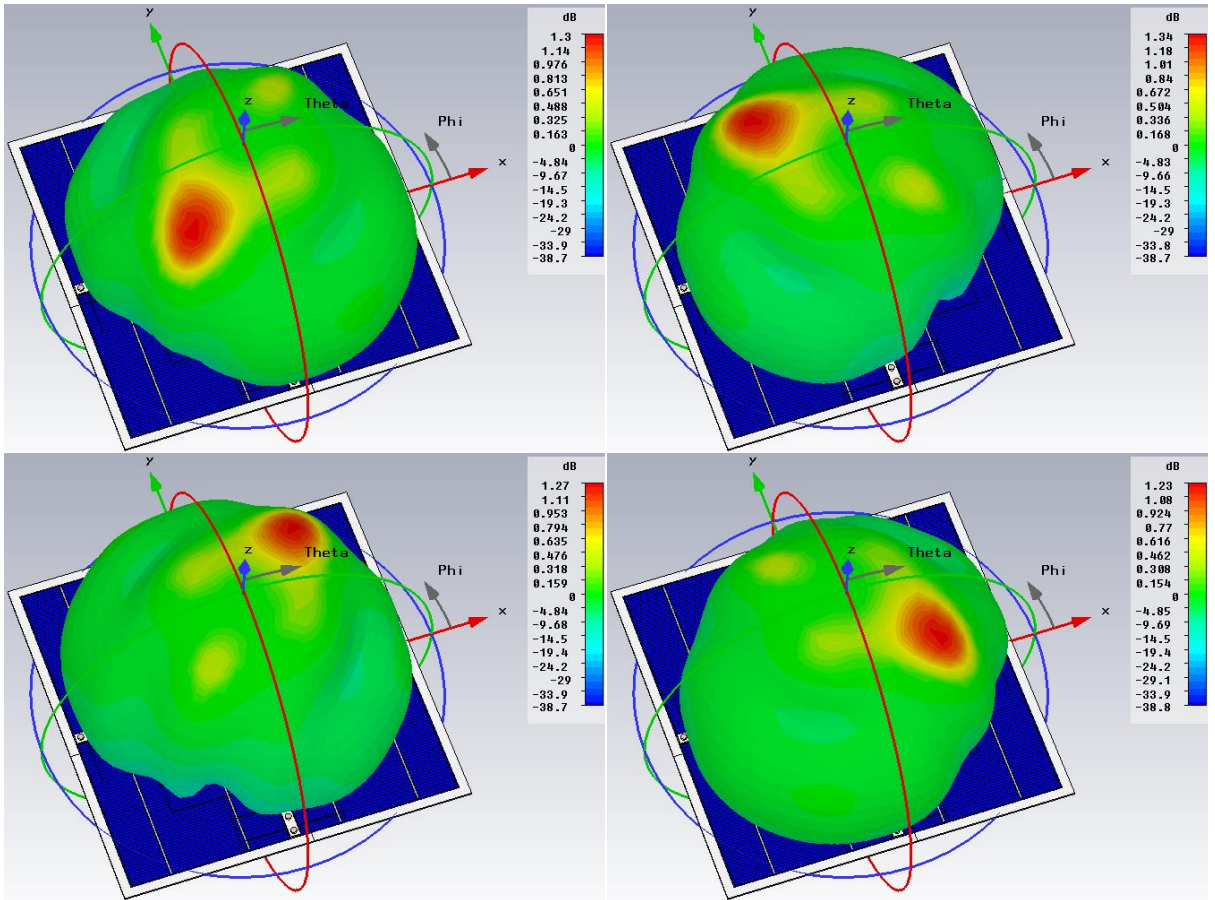 dB
1.3
1.14
0.976
0.813
0.651
0.488
0.325
0.163
0
-4.84
-9.67
-14.5
-19.3
-24.2
-29
-33.9
-38.7
y
z
Theta
Phi
x
dB
1.34
1.18
1.01
0.84
0.672
0.504
0.336
0.168
0
-4.83
-9.67
-14.5
-19.3
-24.2
-29
-33.9
-38.7
y
z
Theta
Phi
x
dB
1.27
1.11
0.953
0.794
0.635
0.476
0.318
0.159
0
-4.84
-9.68
-14.5
-19.4
-24.2
-29
-33.9
-38.7
y
z
Theta
Phi
x
dB
1.23
1.08
0.924
0.77
0.616
0.462
0.308
0.154
0
-4.85
-9.69
-14.5
-19.4
-24.2
-29.1
-33.9
-38.8
y
z
Theta
Phi
x